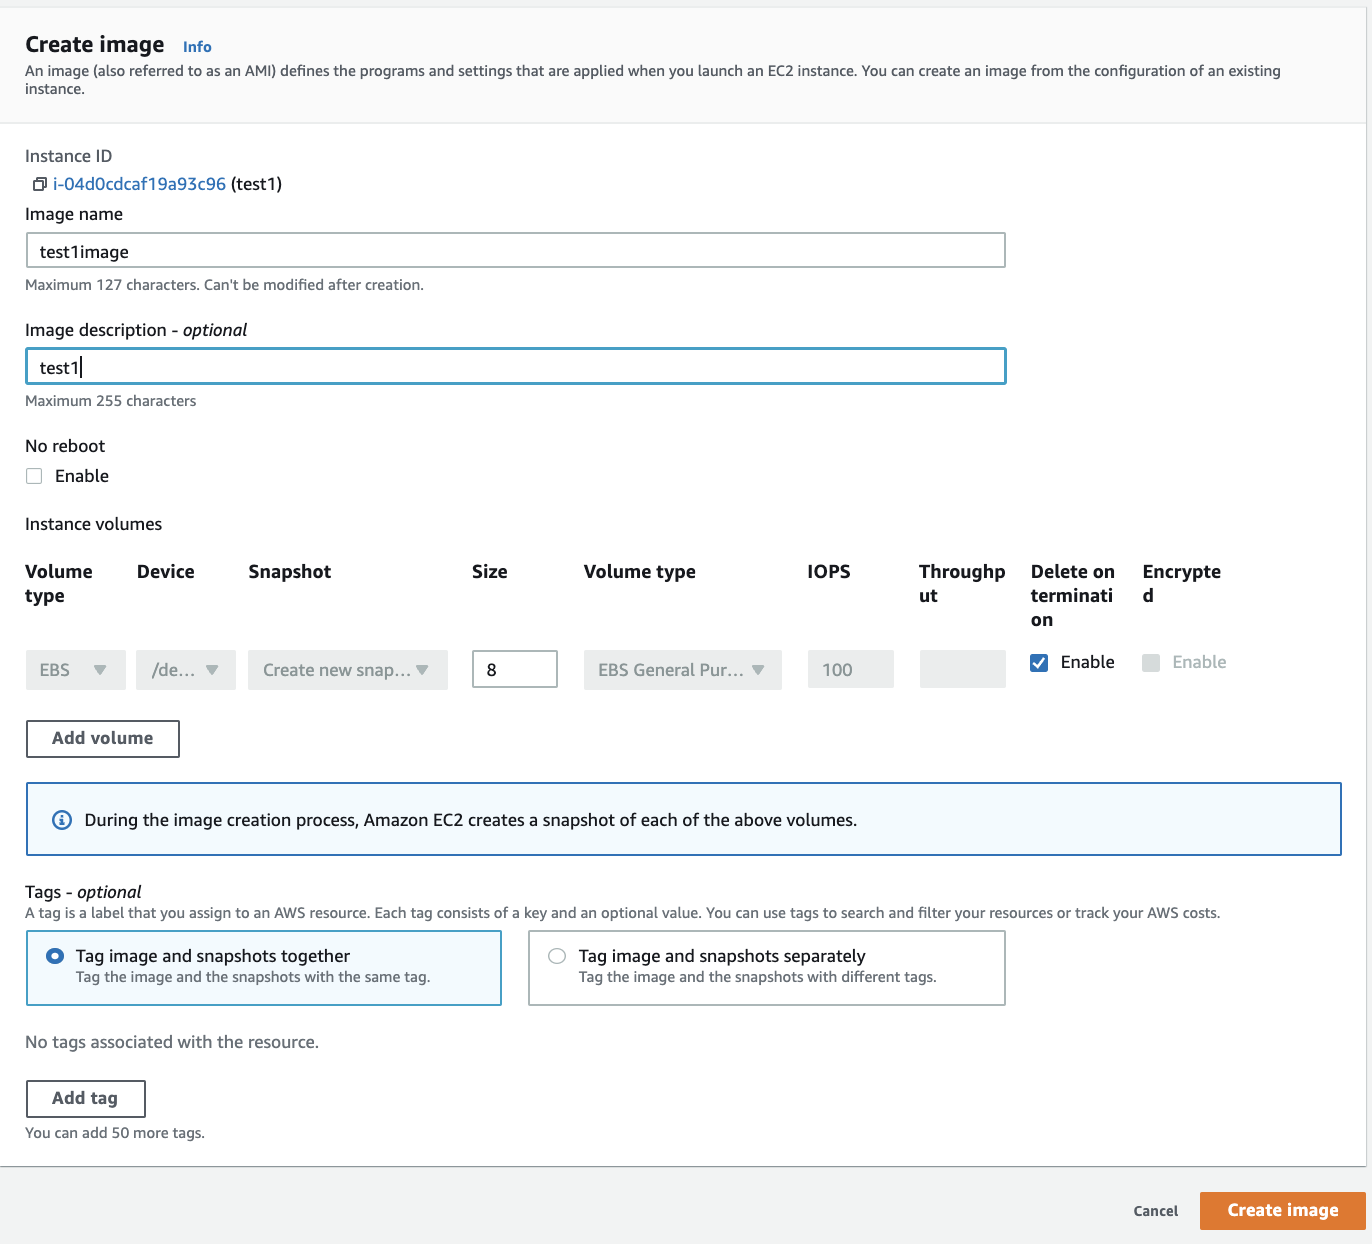 Create image Info
An image (also referred to as an AMI) defines the programs and settings that are applied when you launch an EC2 instance. You can create an image from the configuration of an existing
instance.
Instance ID
i-04d0cdcaf19a93c96 (test1)
Image name
test1image
Maximum 127 characters. Can't be modified after creation.
Image description - optional
test1
Maximum 255 characters
No reboot
Enable
Instance volumes
Volume type Device Snapshot Size Volume type IOPS Throughput Delete on termination Encrypted
EBS /de... Create new snap... 8 EBS General Pur... 100 Enable Enable
Add volume
During the image creation process, Amazon EC2 creates a snapshot of each of the above volumes.
Tags - optional
A tag is a label that you assign to an AWS resource. Each tag consists of a key and an optional value. You can use tags to search and filter your resources or track your AWS costs.
Tag image and snapshots together
Tag the image and the snapshots with the same tag.
Tag image and snapshots separately
Tag the image and the snapshots with different tags.
No tags associated with the resource.
Add tag
You can add 50 more tags.
Cancel Create image